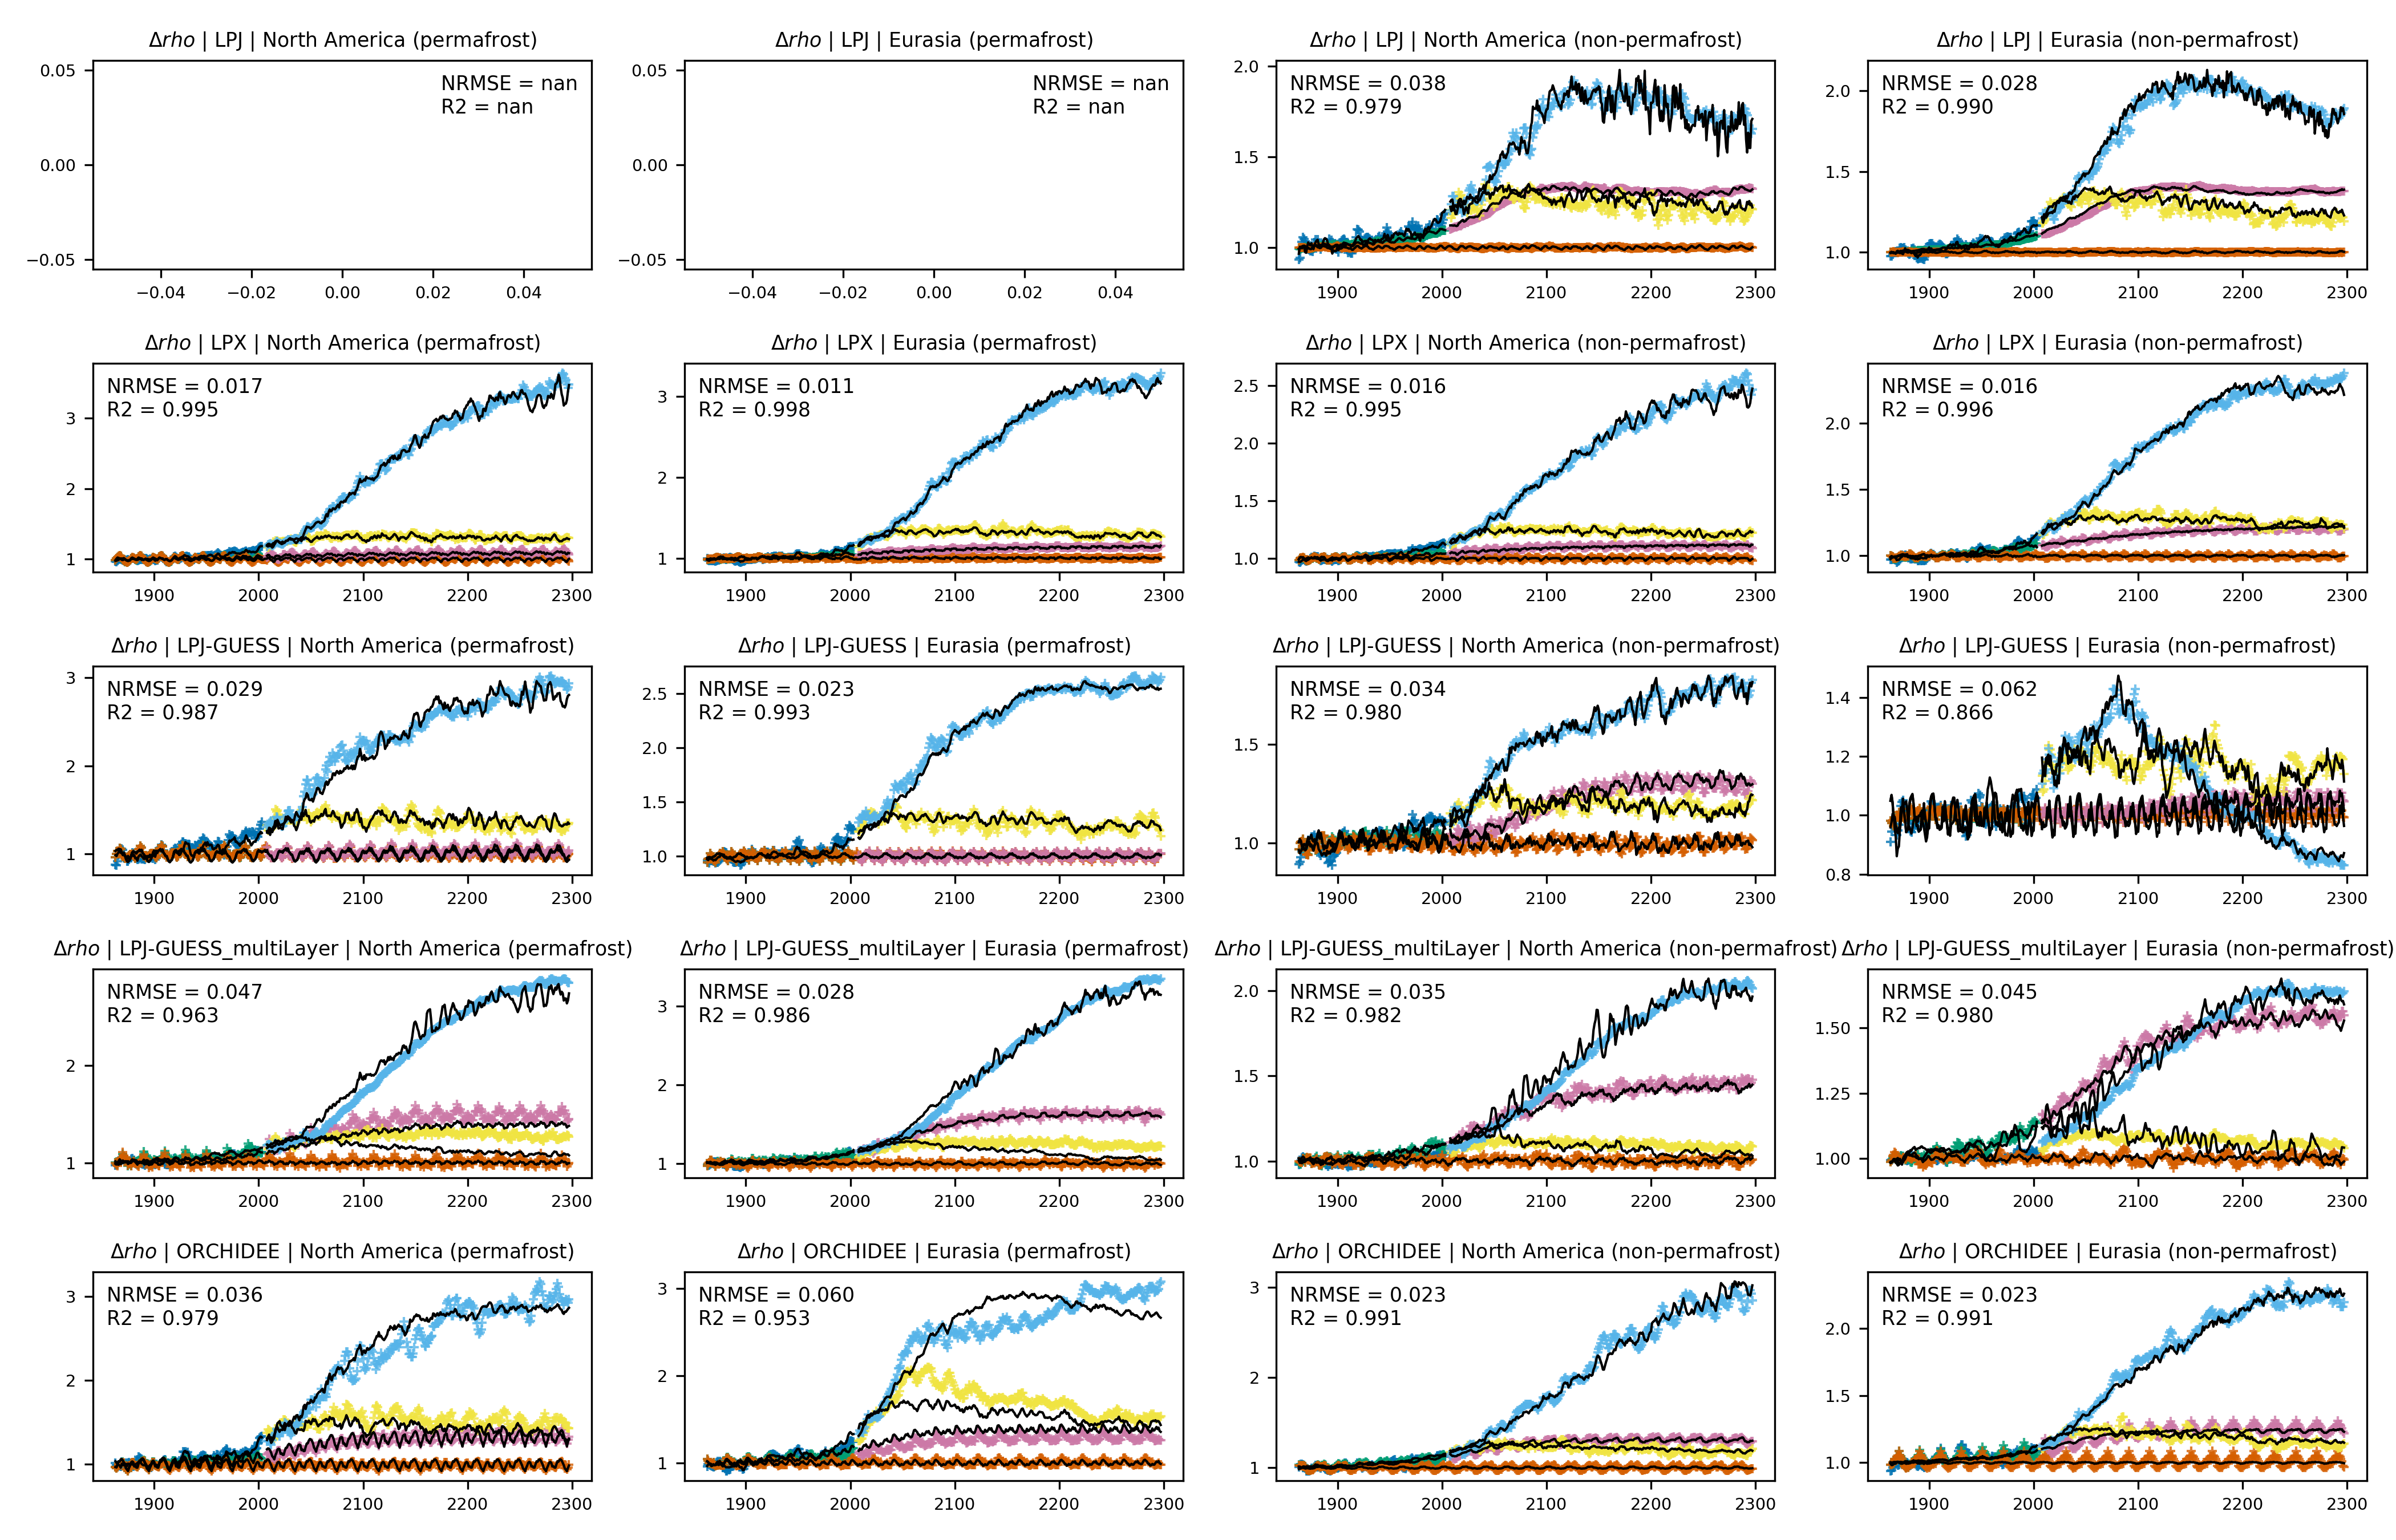 Δrho | LPJ | North America (permafrost)
NRMSE = nan
R2 = nan
0.05
0.00
−0.05
−0.04 −0.02 0.00 0.02 0.04
Δrho | LPJ | Eurasia (permafrost)
NRMSE = nan
R2 = nan
0.05
0.00
−0.05
−0.04 −0.02 0.00 0.02 0.04
Δrho | LPJ | North America (non-permafrost)
NRMSE = 0.038
R2 = 0.979
2.0
1.5
1.0
1900 2000 2100 2200 2300
Δrho | LPJ | Eurasia (non-permafrost)
NRMSE = 0.028
R2 = 0.990
2.0
1.5
1.0
1900 2000 2100 2200 2300
Δrho | LPX | North America (permafrost)
NRMSE = 0.017
R2 = 0.995
3
2
1
1900 2000 2100 2200 2300
Δrho | LPX | Eurasia (permafrost)
NRMSE = 0.011
R2 = 0.998
3
2
1
1900 2000 2100 2200 2300
Δrho | LPX | North America (non-permafrost)
NRMSE = 0.016
R2 = 0.995
2.5
2.0
1.5
1.0
1900 2000 2100 2200 2300
Δrho | LPX | Eurasia (non-permafrost)
NRMSE = 0.016
R2 = 0.996
2.0
1.5
1.0
1900 2000 2100 2200 2300
Δrho | LPJ-GUESS | North America (permafrost)
NRMSE = 0.029
R2 = 0.987
3
2
1
1900 2000 2100 2200 2300
Δrho | LPJ-GUESS | Eurasia (permafrost)
NRMSE = 0.023
R2 = 0.993
2.5
2.0
1.5
1.0
1900 2000 2100 2200 2300
Δrho | LPJ-GUESS | North America (non-permafrost)
NRMSE = 0.034
R2 = 0.980
1.5
1.0
1900 2000 2100 2200 2300
Δrho | LPJ-GUESS | Eurasia (non-permafrost)
NRMSE = 0.062
R2 = 0.866
1.4
1.2
1.0
0.8
1900 2000 2100 2200 2300
Δrho | LPJ-GUESS_multiLayer | North America (permafrost)
NRMSE = 0.047
R2 = 0.963
2
1
1900 2000 2100 2200 2300
Δrho | LPJ-GUESS_multiLayer | Eurasia (permafrost)
NRMSE = 0.028
R2 = 0.986
3
2
1
1900 2000 2100 2200 2300
Δrho | LPJ-GUESS_multiLayer | North America (non-permafrost)
NRMSE = 0.035
R2 = 0.982
2.0
1.5
1.0
1900 2000 2100 2200 2300
Δrho | LPJ-GUESS_multiLayer | Eurasia (non-permafrost)
NRMSE = 0.045
R2 = 0.980
1.50
1.25
1.00
1900 2000 2100 2200 2300
Δrho | ORCHIDEE | North America (permafrost)
NRMSE = 0.036
R2 = 0.979
3
2
1
1900 2000 2100 2200 2300
Δrho | ORCHIDEE | Eurasia (permafrost)
NRMSE = 0.060
R2 = 0.953
3
2
1
1900 2000 2100 2200 2300
Δrho | ORCHIDEE | North America (non-permafrost)
NRMSE = 0.023
R2 = 0.991
3
2
1
1900 2000 2100 2200 2300
Δrho | ORCHIDEE | Eurasia (non-permafrost)
NRMSE = 0.023
R2 = 0.991
2.0
1.5
1.0
1900 2000 2100 2200 2300